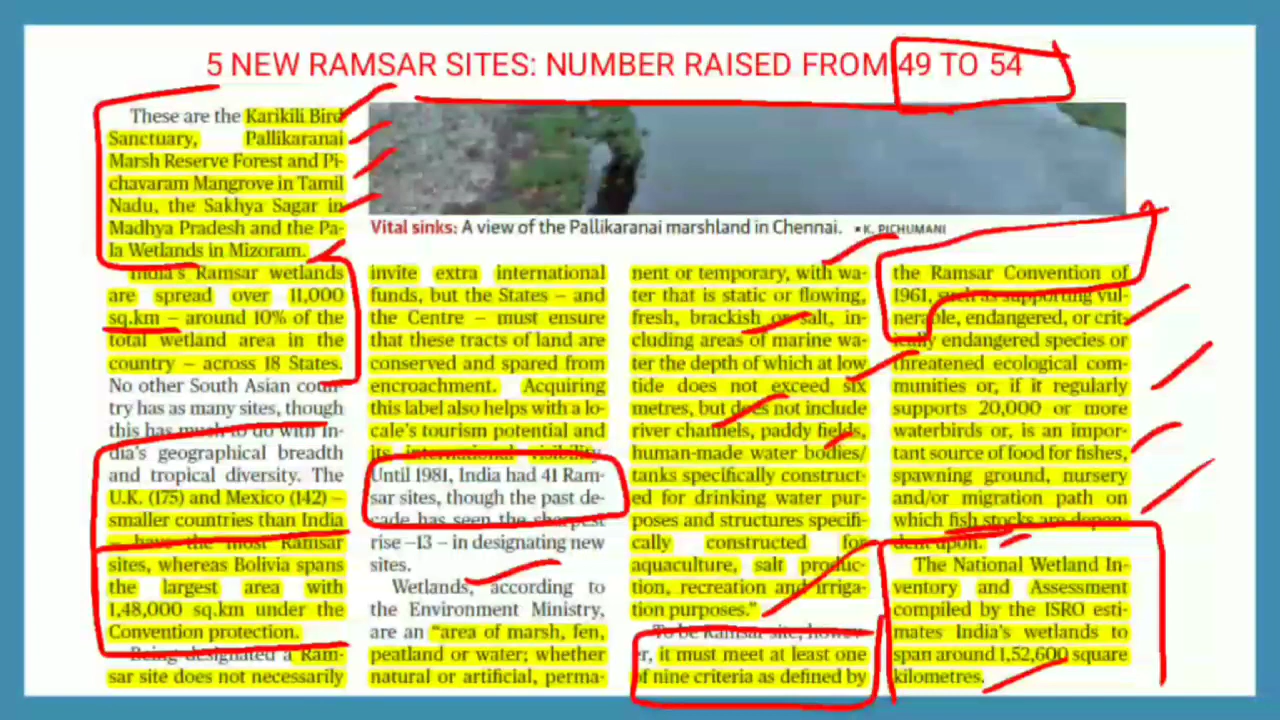 5 NEW RAMSAR SITES: NUMBER RAISED FROM 49 TO 54
These are the Karikili Bird
Sanctuary, Pallikaranai
Marsh Reserve Forest and Pi-
chavaram Mangrove in Tamil
Nadu, the Sakhya Sagar in
Madhya Pradesh and the Pa-
la Wetlands in Mizoram.
India's Ramsar wetlands
are spread over 11,000
sq.km – around 10% of the
total wetland area in the
country – across 18 States.
No other South Asian coun-
try has as many sites, though
this has much to do with In-
dia's geographical breadth
and tropical diversity. The
U.K. (175) and Mexico (142) –
smaller countries than India
– have the most Ramsar
sites, whereas Bolivia spans
the largest area with
1,48,000 sq.km under the
Convention protection.
Being designated a Ram-
sar site does not necessarily
Vital sinks: A view of the Pallikaranai marshland in Chennai. • K. PICHUMANI
invite extra international
funds, but the States – and
the Centre – must ensure
that these tracts of land are
conserved and spared from
encroachment. Acquiring
this label also helps with a lo-
cale's tourism potential and
its international visibility.
Until 1981, India had 41 Ram-
sar sites, though the past de-
cade has seen the sharpest
rise –13 – in designating new
sites.
Wetlands, according to
the Environment Ministry,
are an “area of marsh, fen,
peatland or water; whether
natural or artificial, perma-
nent or temporary, with wa-
ter that is static or flowing,
fresh, brackish or salt, in-
cluding areas of marine wa-
ter the depth of which at low
tide does not exceed six
metres, but does not include
river channels, paddy fields,
human-made water bodies/
tanks specifically construct-
ed for drinking water pur-
poses and structures specifi-
cally constructed for
aquaculture, salt produc-
tion, recreation and irriga-
tion purposes.”
To be Ramsar site, howev-
er, it must meet at least one
of nine criteria as defined by
the Ramsar Convention of
1961, such as supporting vul-
nerable, endangered, or crit-
ically endangered species or
threatened ecological com-
munities or, if it regularly
supports 20,000 or more
waterbirds or, is an impor-
tant source of food for fishes,
spawning ground, nursery
and/or migration path on
which fish stocks are depen-
dent upon.
The National Wetland In-
ventory and Assessment
compiled by the ISRO esti-
mates India's wetlands to
span around 1,52,600 square
kilometres.